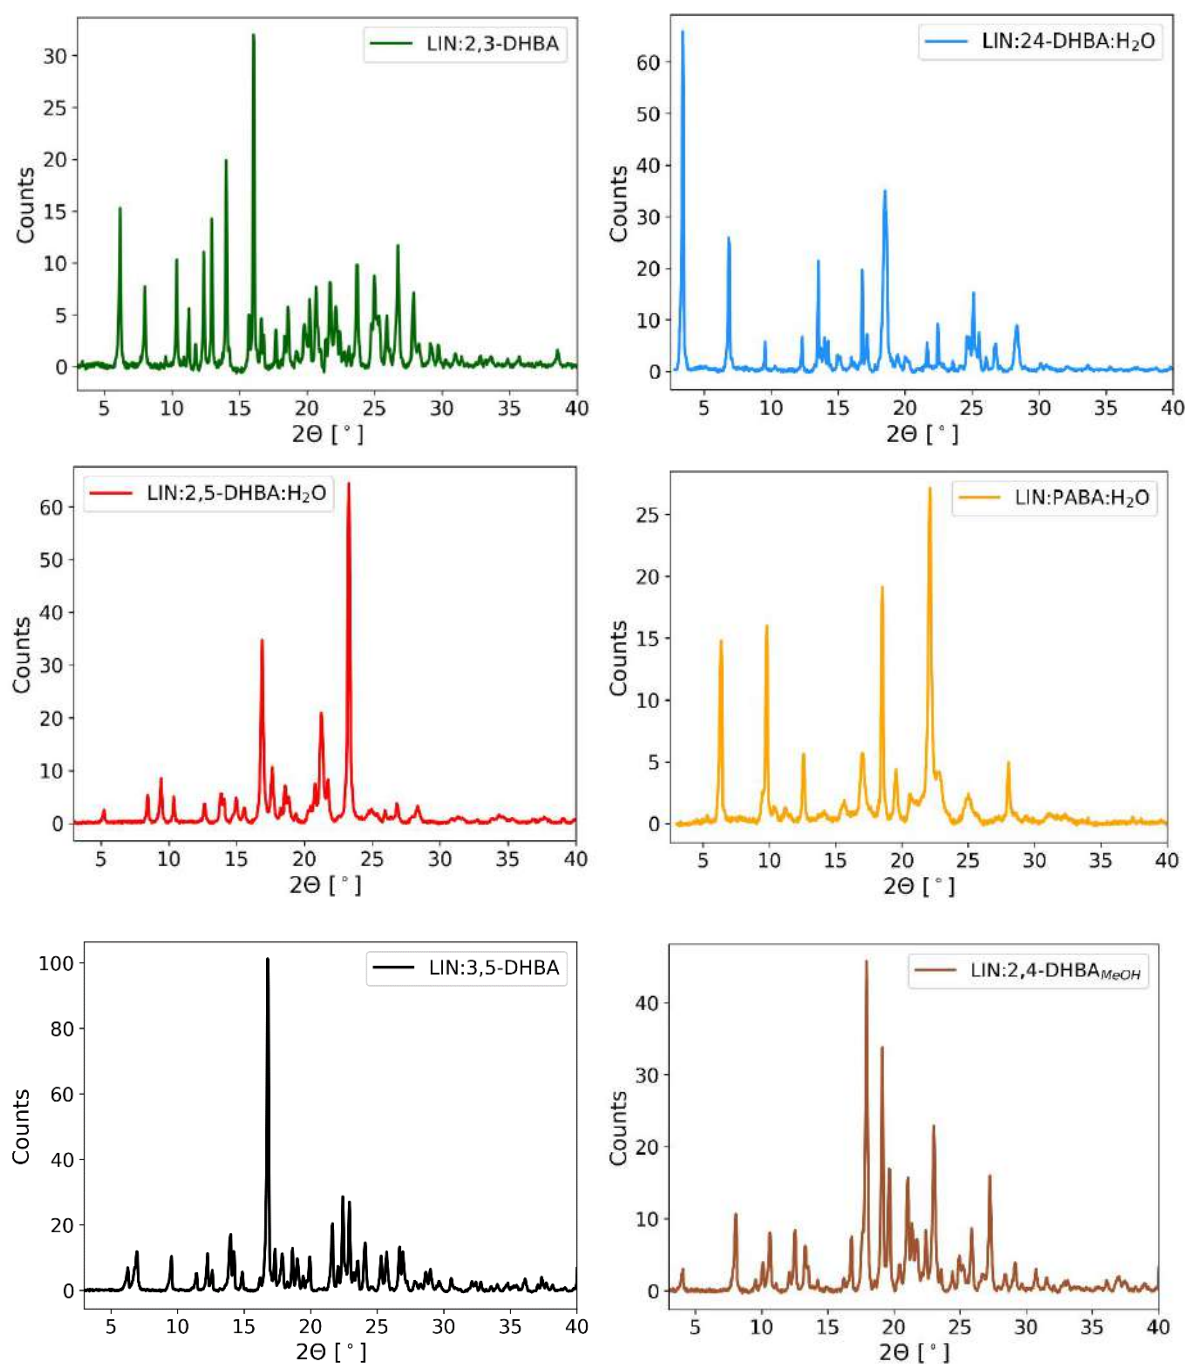 LIN:2,3-DHBA
30
25
20
15
10
5
0
Counts
5 10 15 20 25 30 35 40
2Θ [°]
LIN:24-DHBA:H₂O
60
50
40
30
20
10
0
Counts
5 10 15 20 25 30 35 40
2Θ [°]
LIN:2,5-DHBA:H₂O
60
50
40
30
20
10
0
Counts
5 10 15 20 25 30 35 40
2Θ [°]
LIN:PABA:H₂O
25
20
15
10
5
0
Counts
5 10 15 20 25 30 35 40
2Θ [°]
LIN:3,5-DHBA
100
80
60
40
20
0
Counts
5 10 15 20 25 30 35 40
2Θ [°]
LIN:2,4-DHBA_MeOH
40
30
20
10
0
Counts
5 10 15 20 25 30 35 40
2Θ [°]